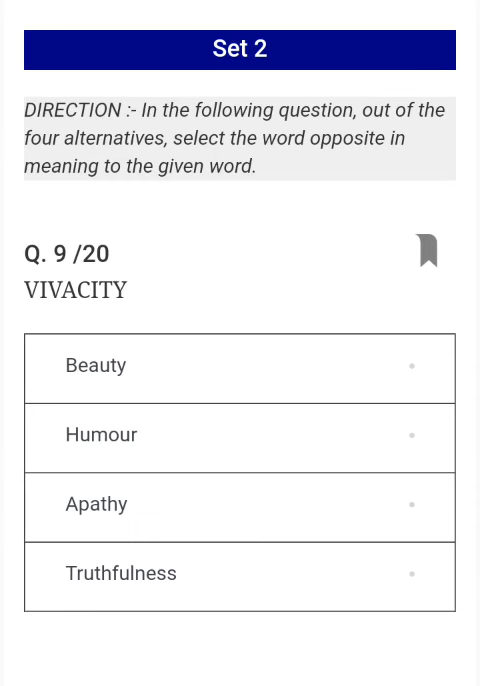 Set 2
DIRECTION :- In the following question, out of the
four alternatives, select the word opposite in
meaning to the given word.
Q. 9 /20
VIVACITY
Beauty
Humour
Apathy
Truthfulness